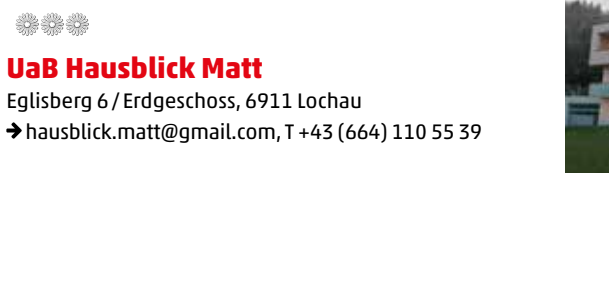 UaB Hausblick Matt
Eglisberg 6 / Erdgeschoss, 6911 Lochau
➔ hausblick.matt@gmail.com, T +43 (664) 110 55 39